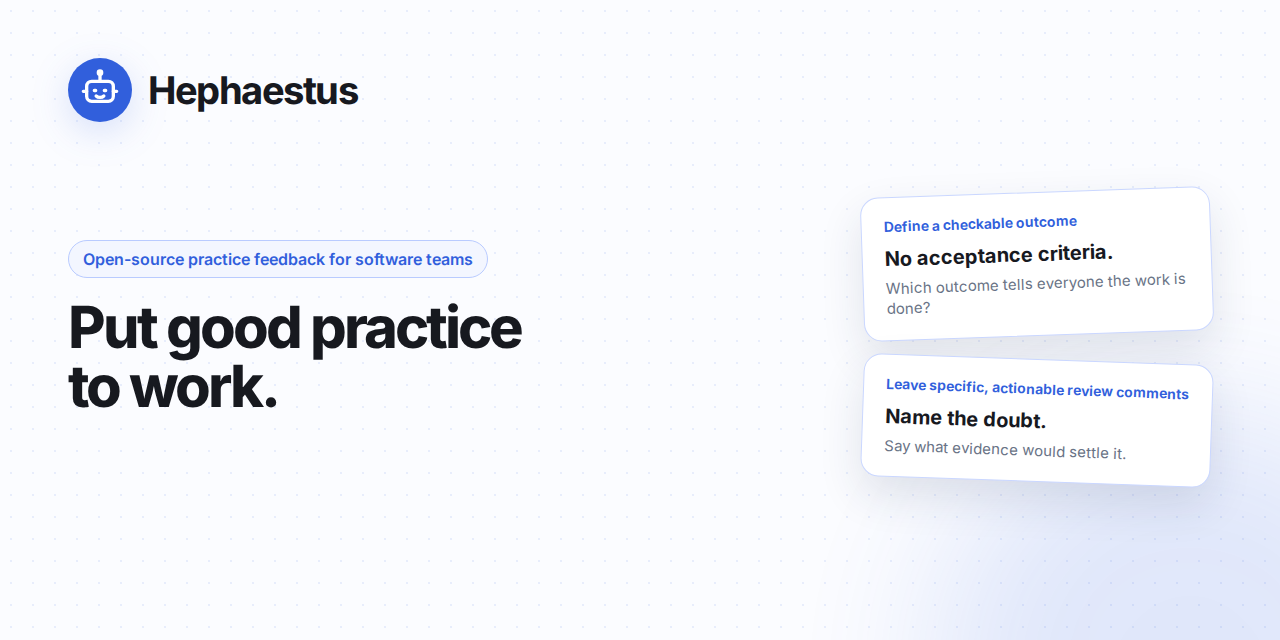 Hephaestus
Open-source practice feedback for software teams
Put good practice
to work.
Define a checkable outcome
No acceptance criteria.
Which outcome tells everyone the work is
done?
Leave specific, actionable review comments
Name the doubt.
Say what evidence would settle it.